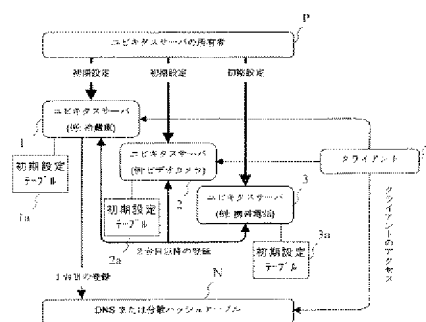 P
ユビキタスサーバの所有者
初期設定
初期設定
初期設定
ユビキタスサーバ
(例:冷蔵庫)
1
初期設定
テーブル
1a
ユビキタスサーバ
(例:ビデオカメラ)
2
初期設定
テーブル
2a
ユビキタスサーバ
(例:携帯電話)
3
初期設定
テーブル
3a
クライアント
クライアントのアクセス
2台目以降の登録
1台目の登録
N
DNSまたは分散ハッシュテーブル